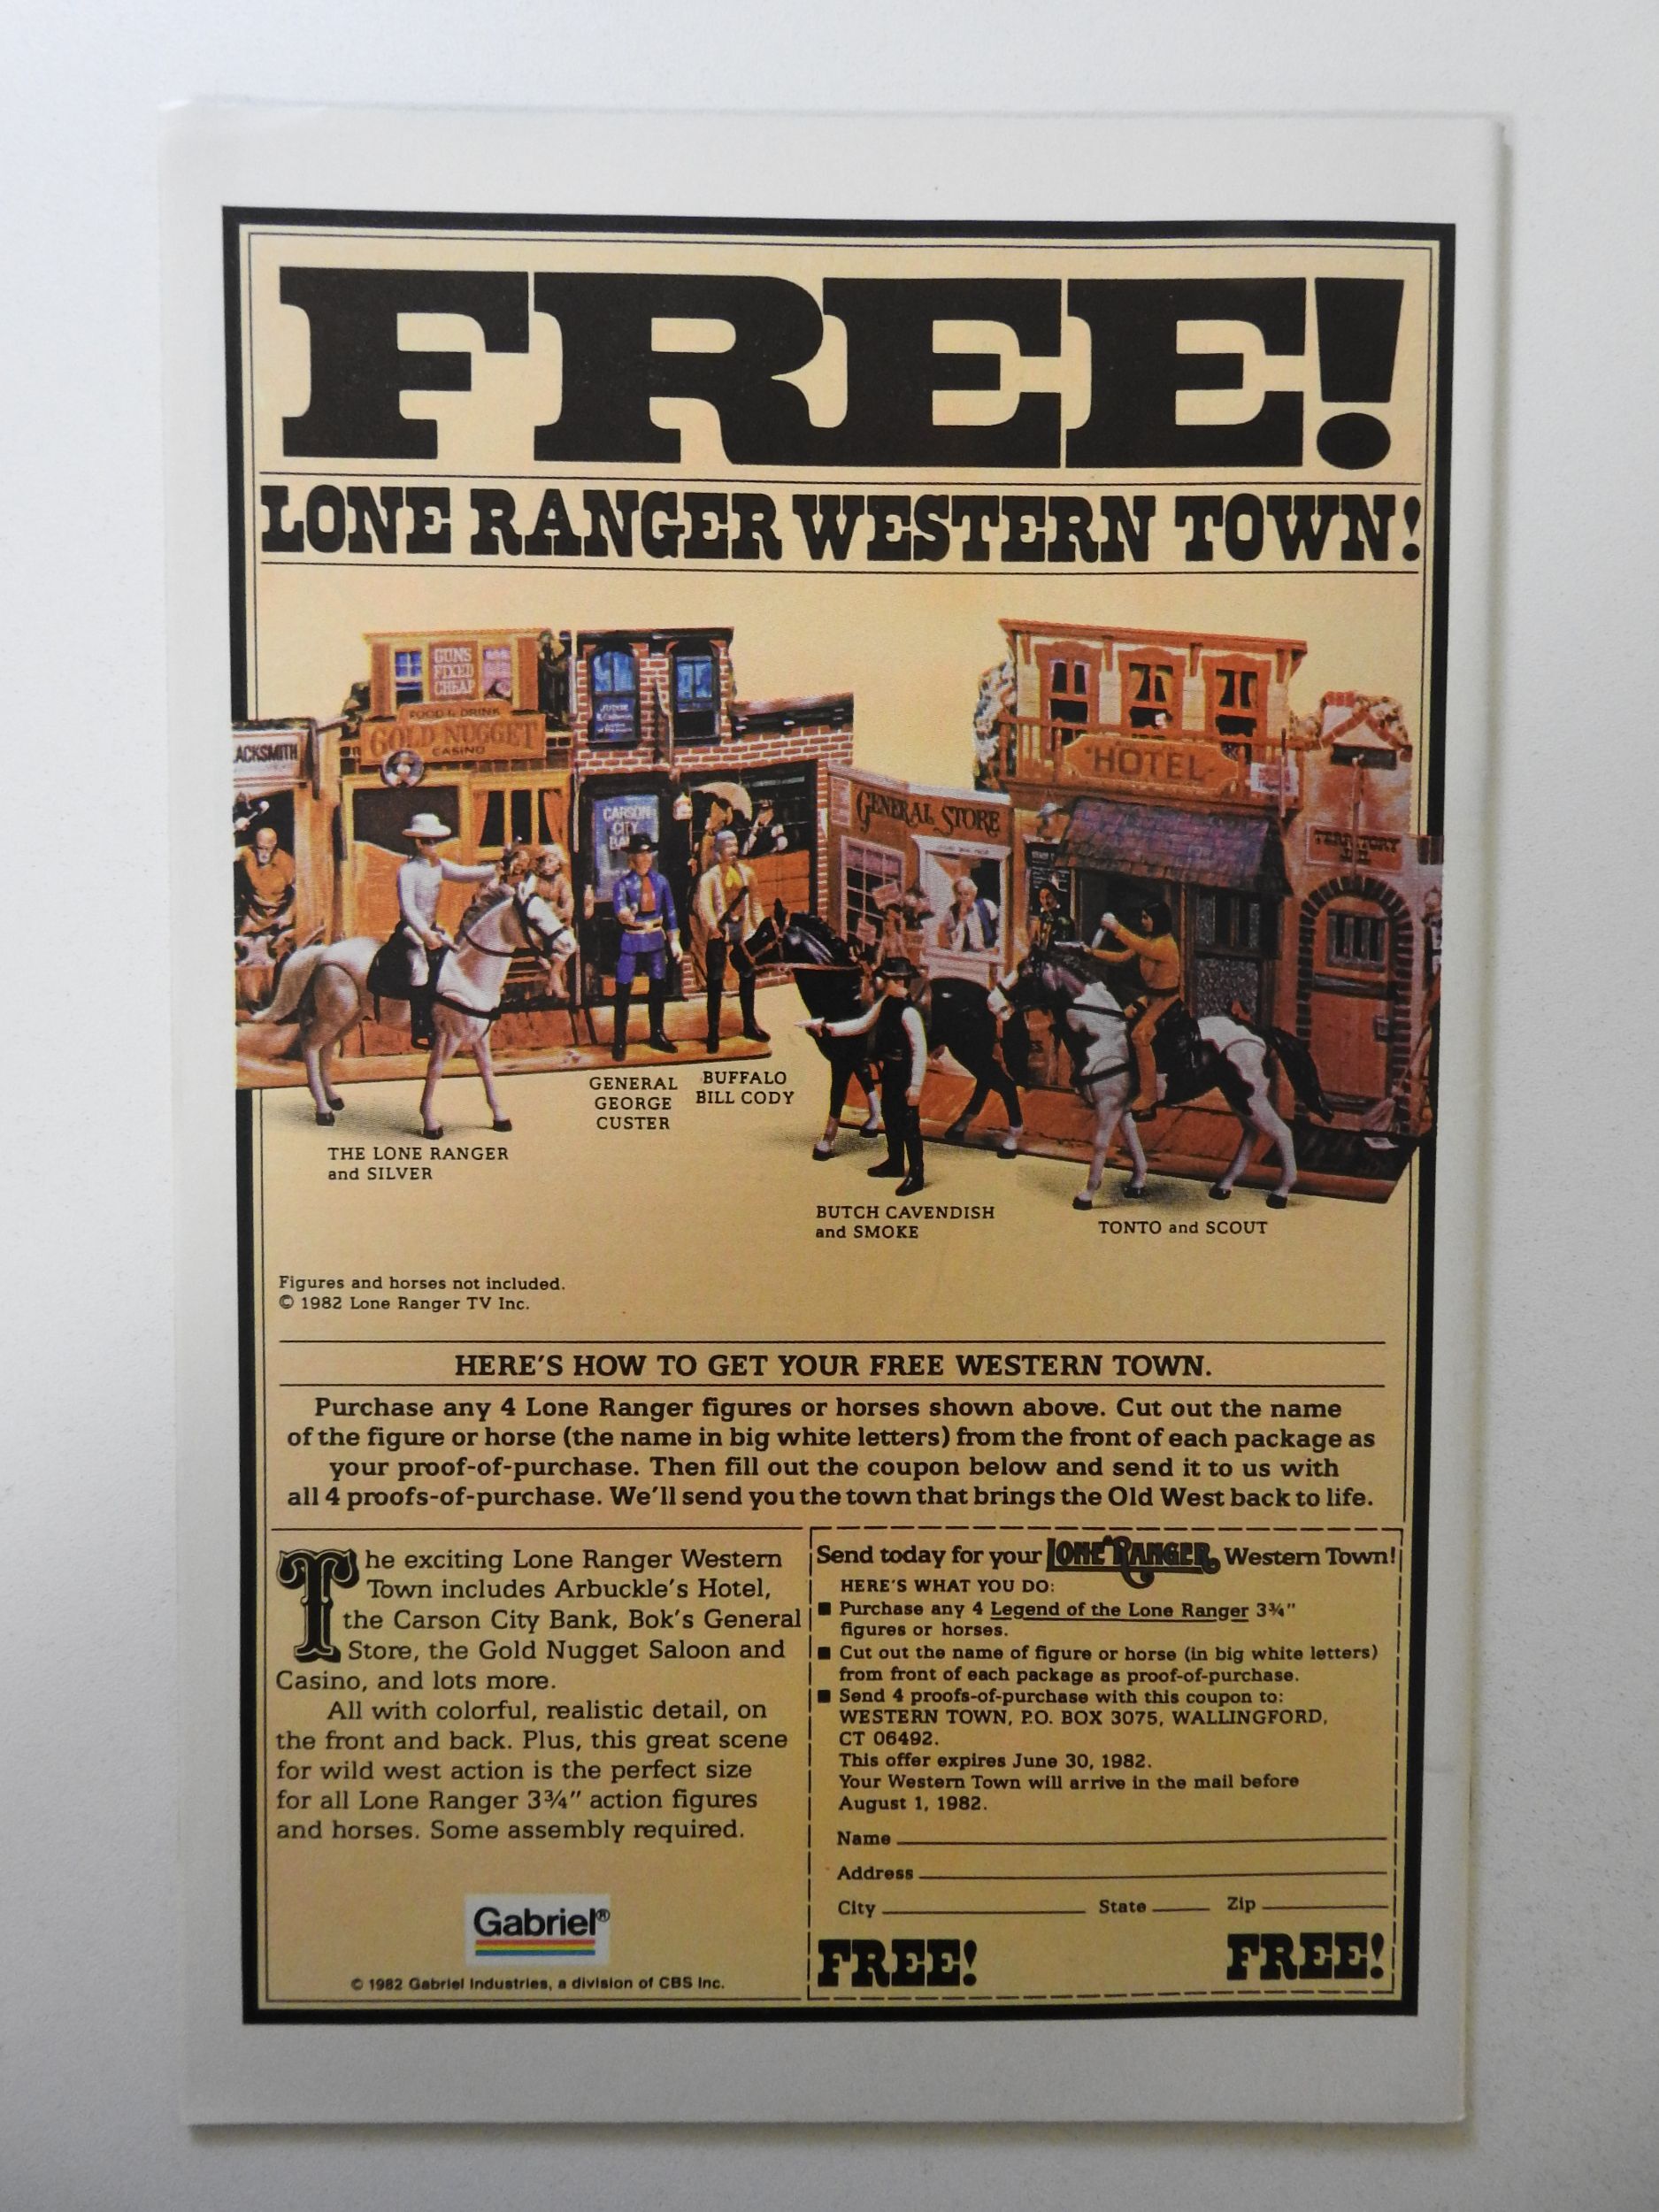 FREE!
LONE RANGER WESTERN TOWN!
GUNS
FIXED
CHEAP
FOOD & DRINK
GOLD NUGGET
CASINO
ACKSMITH
CARSON
CITY
BA
GENERAL STORE
HOTEL
TERRITORY
THE LONE RANGER
and SILVER
GENERAL
GEORGE
CUSTER
BUFFALO
BILL CODY
BUTCH CAVENDISH
and SMOKE
TONTO and SCOUT
Figures and horses not included.
© 1982 Lone Ranger TV Inc.
HERE'S HOW TO GET YOUR FREE WESTERN TOWN.
Purchase any 4 Lone Ranger figures or horses shown above. Cut out the name
of the figure or horse (the name in big white letters) from the front of each package as
your proof-of-purchase. Then fill out the coupon below and send it to us with
all 4 proofs-of-purchase. We'll send you the town that brings the Old West back to life.
The exciting Lone Ranger Western
Town includes Arbuckle's Hotel,
the Carson City Bank, Bok's General
Store, the Gold Nugget Saloon and
Casino, and lots more.
All with colorful, realistic detail, on
the front and back. Plus, this great scene
for wild west action is the perfect size
for all Lone Ranger 3¾" action figures
and horses. Some assembly required.
Gabriel®
© 1982 Gabriel Industries, a division of CBS Inc.
Send today for your LONE RANGER Western Town!
HERE'S WHAT YOU DO:
■ Purchase any 4 Legend of the Lone Ranger 3¾"
figures or horses.
■ Cut out the name of figure or horse (in big white letters)
from front of each package as proof-of-purchase.
■ Send 4 proofs-of-purchase with this coupon to:
WESTERN TOWN, P.O. BOX 3075, WALLINGFORD,
CT 06492.
This offer expires June 30, 1982.
Your Western Town will arrive in the mail before
August 1, 1982.
Name
Address
City State Zip
FREE! FREE!